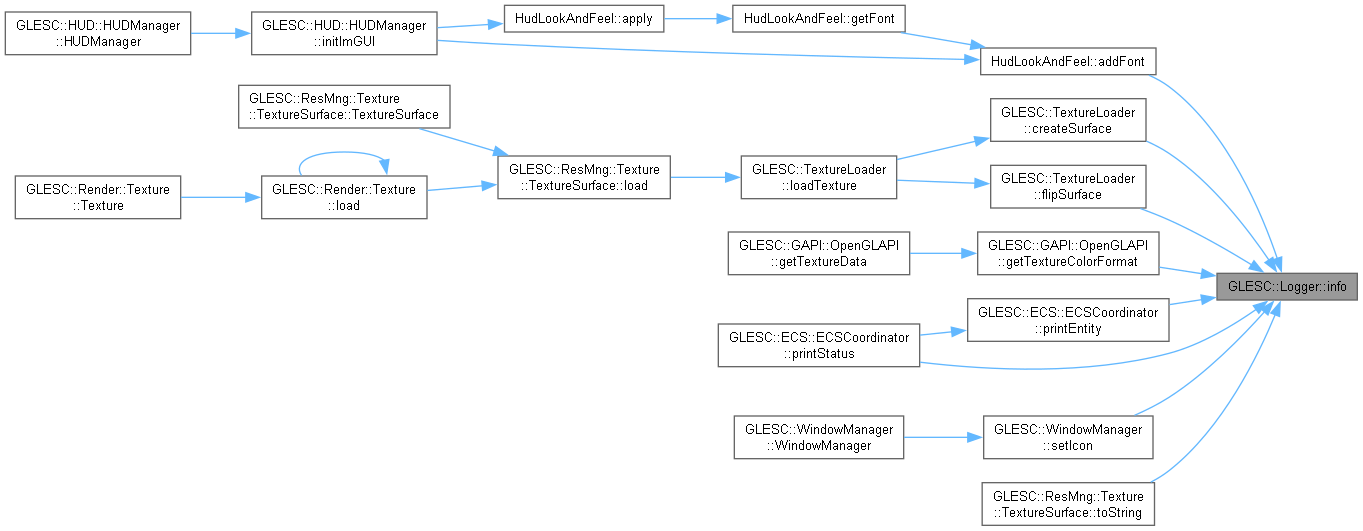 GLESC::HUD::HUDManager
::HUDManager
GLESC::HUD::HUDManager
::initImGUI
HudLookAndFeel::apply
HudLookAndFeel::getFont
HudLookAndFeel::addFont
GLESC::ResMng::Texture
::TextureSurface::TextureSurface
GLESC::TextureLoader
::createSurface
GLESC::Render::Texture
::Texture
GLESC::Render::Texture
::load
GLESC::ResMng::Texture
::TextureSurface::load
GLESC::TextureLoader
::loadTexture
GLESC::TextureLoader
::flipSurface
GLESC::GAPI::OpenGLAPI
::getTextureData
GLESC::GAPI::OpenGLAPI
::getTextureColorFormat
GLESC::Logger::info
GLESC::ECS::ECSCoordinator
::printEntity
GLESC::ECS::ECSCoordinator
::printStatus
GLESC::WindowManager
::WindowManager
GLESC::WindowManager
::setIcon
GLESC::ResMng::Texture
::TextureSurface::toString